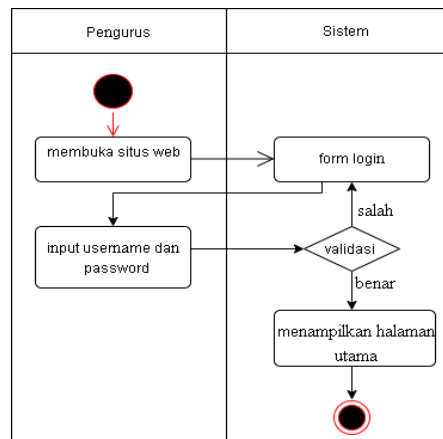 Pengurus
Sistem
membuka situs web
form login
salah
input username dan
password
validasi
benar
menampilkan halaman
utama